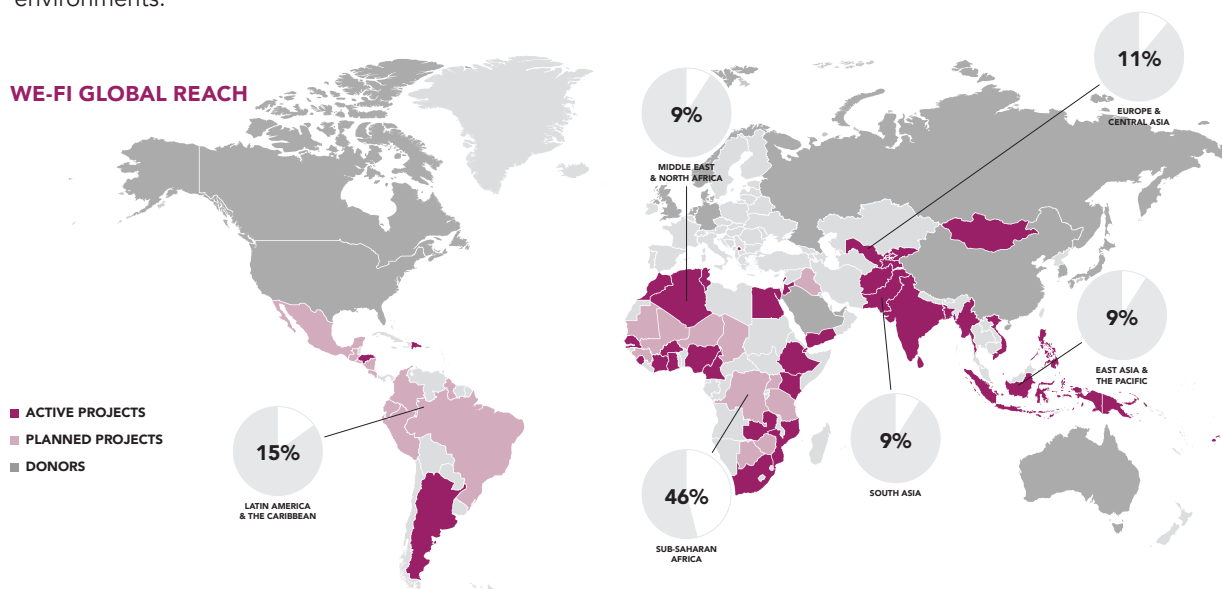 environments.
WE-FI GLOBAL REACH
11%
EUROPE &
CENTRAL ASIA
9%
MIDDLE EAST
& NORTH AFRICA
9%
EAST ASIA &
THE PACIFIC
ACTIVE PROJECTS
PLANNED PROJECTS
DONORS
15%
LATIN AMERICA
& THE CARIBBEAN
46%
SUB-SAHARAN
AFRICA
9%
SOUTH ASIA